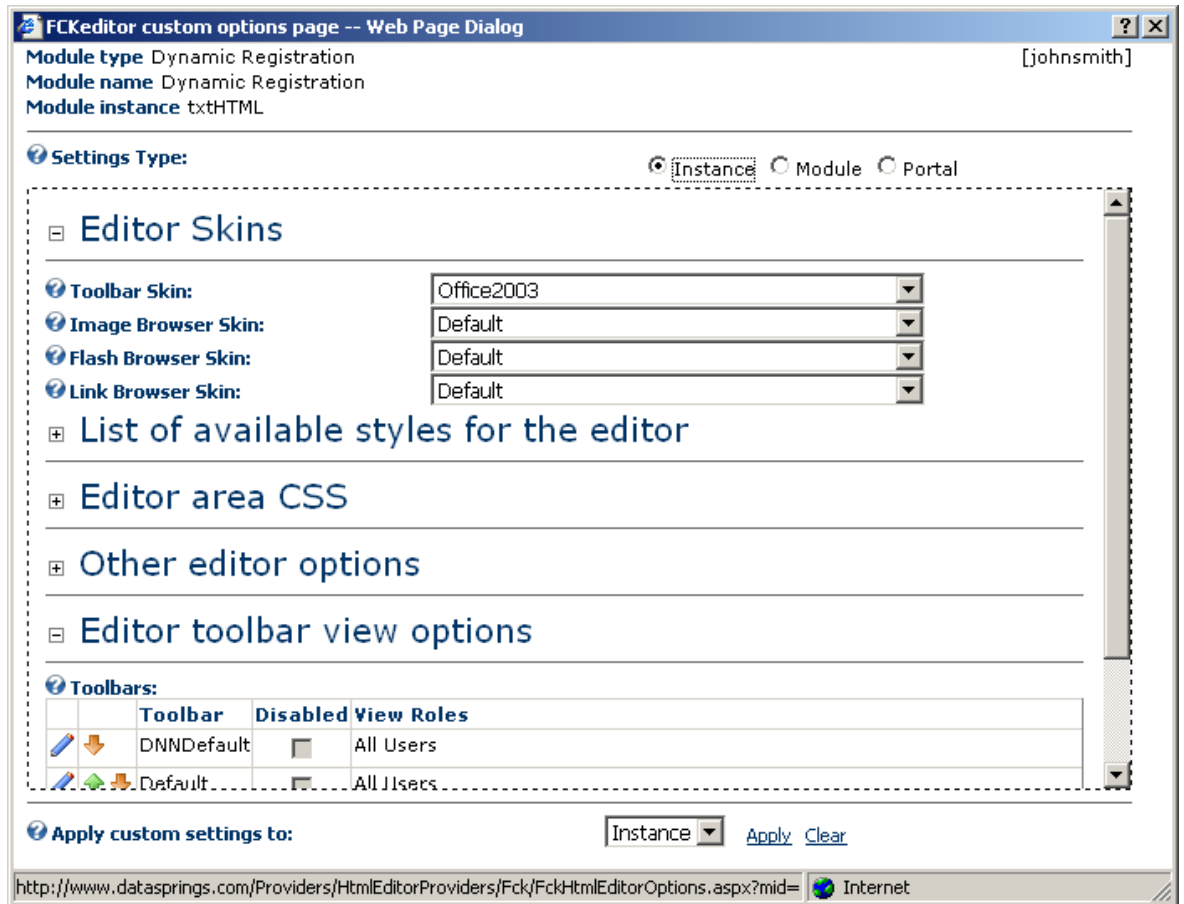 FCKeditor custom options page -- Web Page Dialog
Module type Dynamic Registration [johnsmith]
Module name Dynamic Registration
Module instance txtHTML
Settings Type: Instance Module Portal
Editor Skins
Toolbar Skin: Office2003
Image Browser Skin: Default
Flash Browser Skin: Default
Link Browser Skin: Default
List of available styles for the editor
Editor area CSS
Other editor options
Editor toolbar view options
Toolbars:
Toolbar Disabled View Roles
DNNDefault All Users
Default All Users
Apply custom settings to: Instance Apply Clear
http://www.datasprings.com/Providers/HtmlEditorProviders/Fck/FckHtmlEditorOptions.aspx?mid= Internet